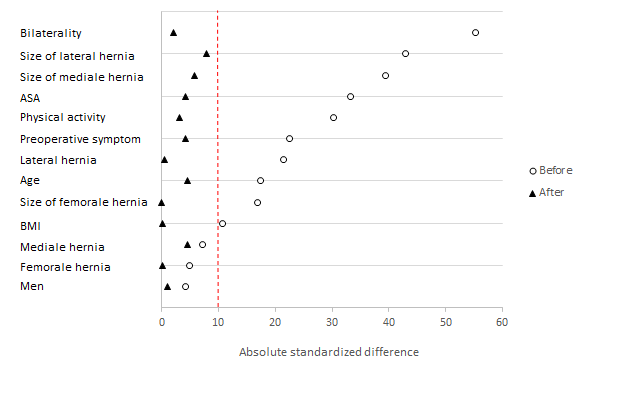 Bilaterality
Size of lateral hernia
Size of mediale hernia
ASA
Physical activity
Preoperative symptom
Lateral hernia
Age
Size of femorale hernia
BMI
Mediale hernia
Femorale hernia
Men
Before
After
0 10 20 30 40 50 60
Absolute standardized difference